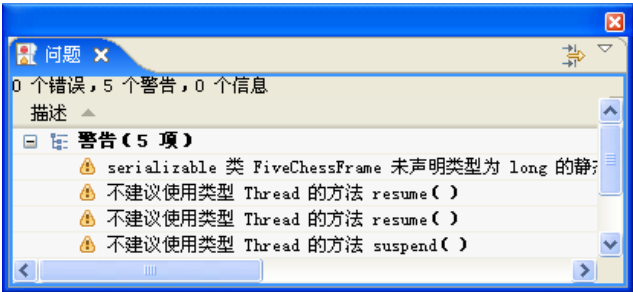 问题
0 个错误，5 个警告，0 个信息
描述
警告(5 项)
serializable 类 FiveChessFrame 未声明类型为 long 的静
不建议使用类型 Thread 的方法 resume( )
不建议使用类型 Thread 的方法 resume( )
不建议使用类型 Thread 的方法 suspend( )